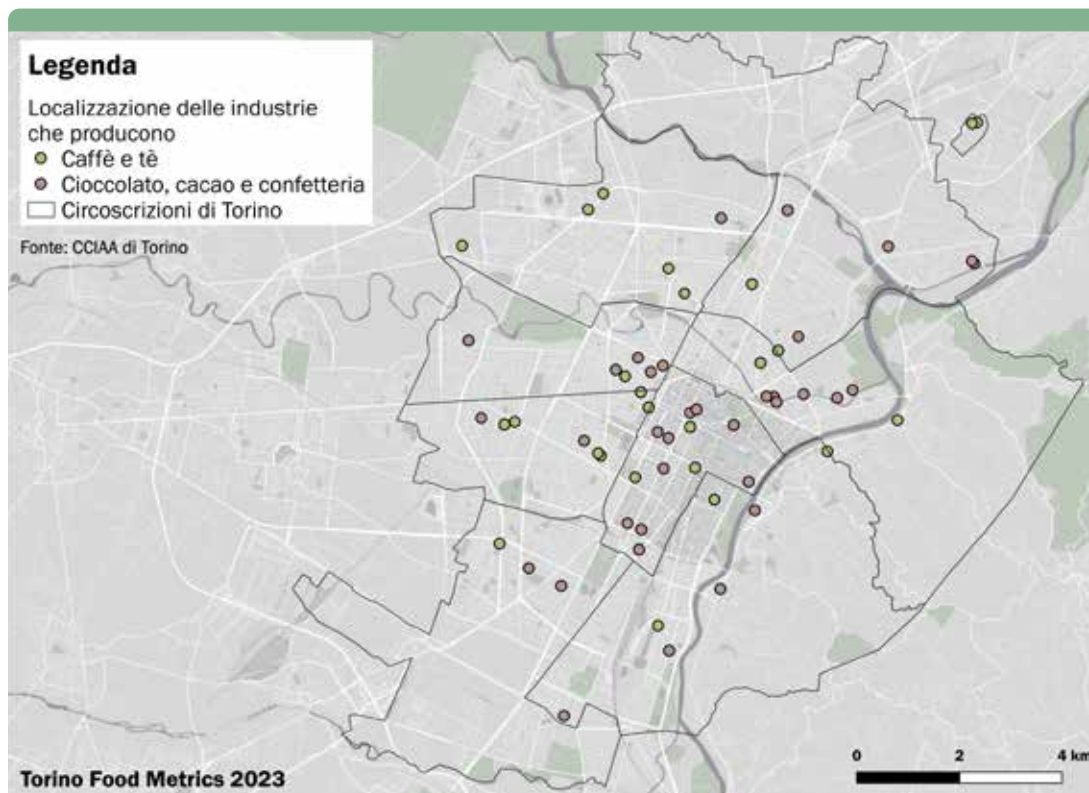 Legenda
Localizzazione delle industrie
che producono
Caffè e tè
Cioccolato, cacao e confetteria
Circoscrizioni di Torino
Fonte: CCIAA di Torino
Torino Food Metrics 2023
0 2 4 km